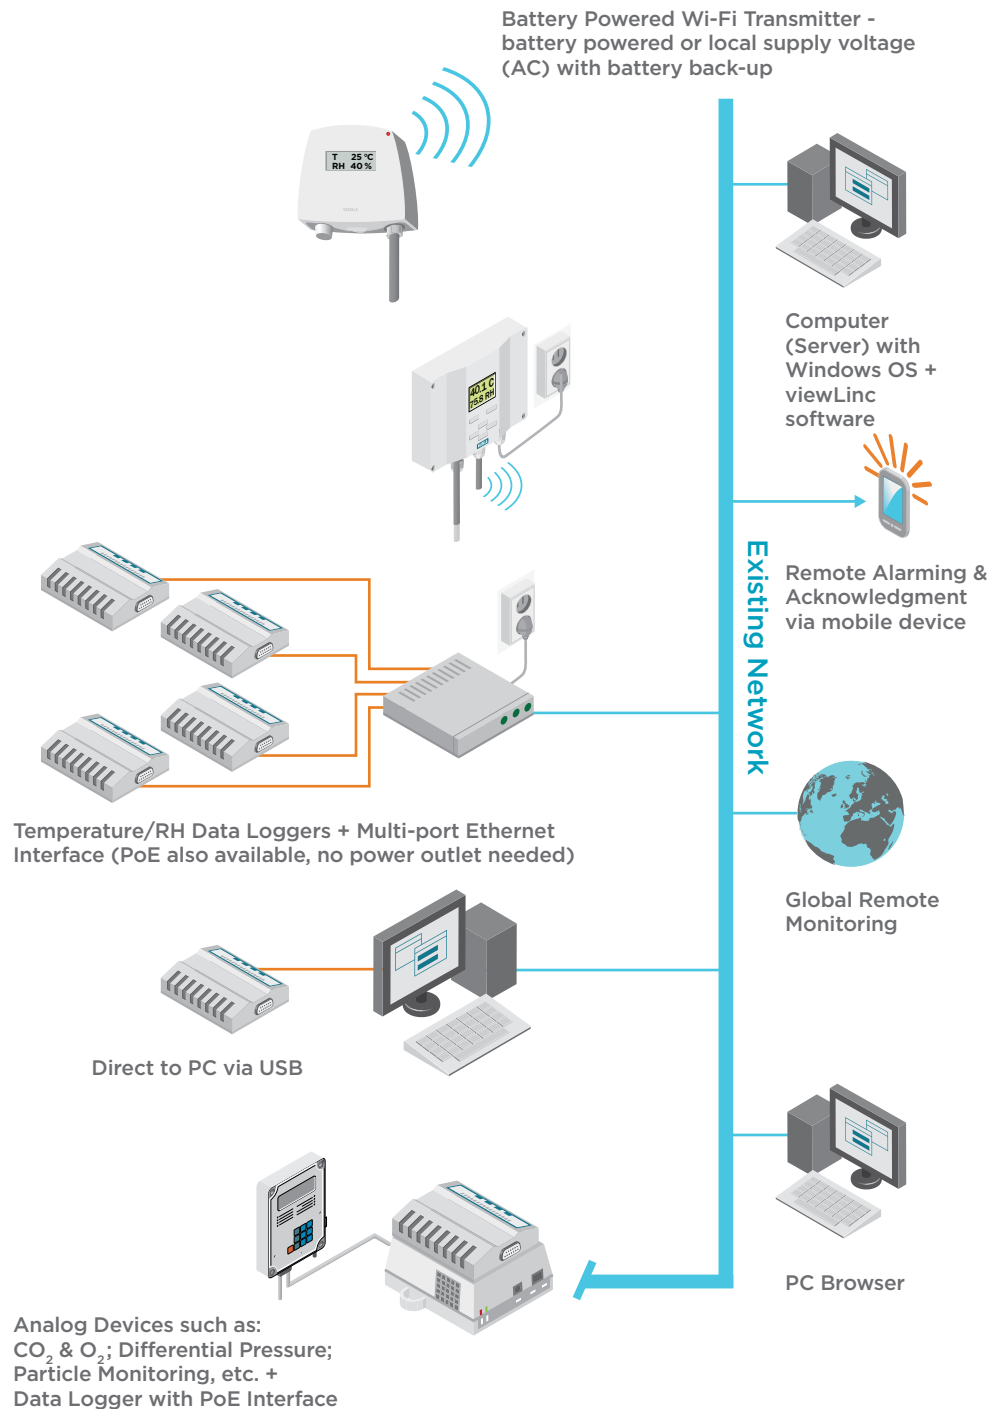 Battery Powered Wi-Fi Transmitter -
battery powered or local supply voltage
(AC) with battery back-up
T 25 °C
RH 40 %
VAISALA
Computer
(Server) with
Windows OS +
viewLinc
software
40.1 C
75.8 RH
Existing Network
Remote Alarming &
Acknowledgment
via mobile device
Temperature/RH Data Loggers + Multi-port Ethernet
Interface (PoE also available, no power outlet needed)
Global Remote
Monitoring
Direct to PC via USB
PC Browser
Analog Devices such as:
CO₂ & O₂; Differential Pressure;
Particle Monitoring, etc. +
Data Logger with PoE Interface